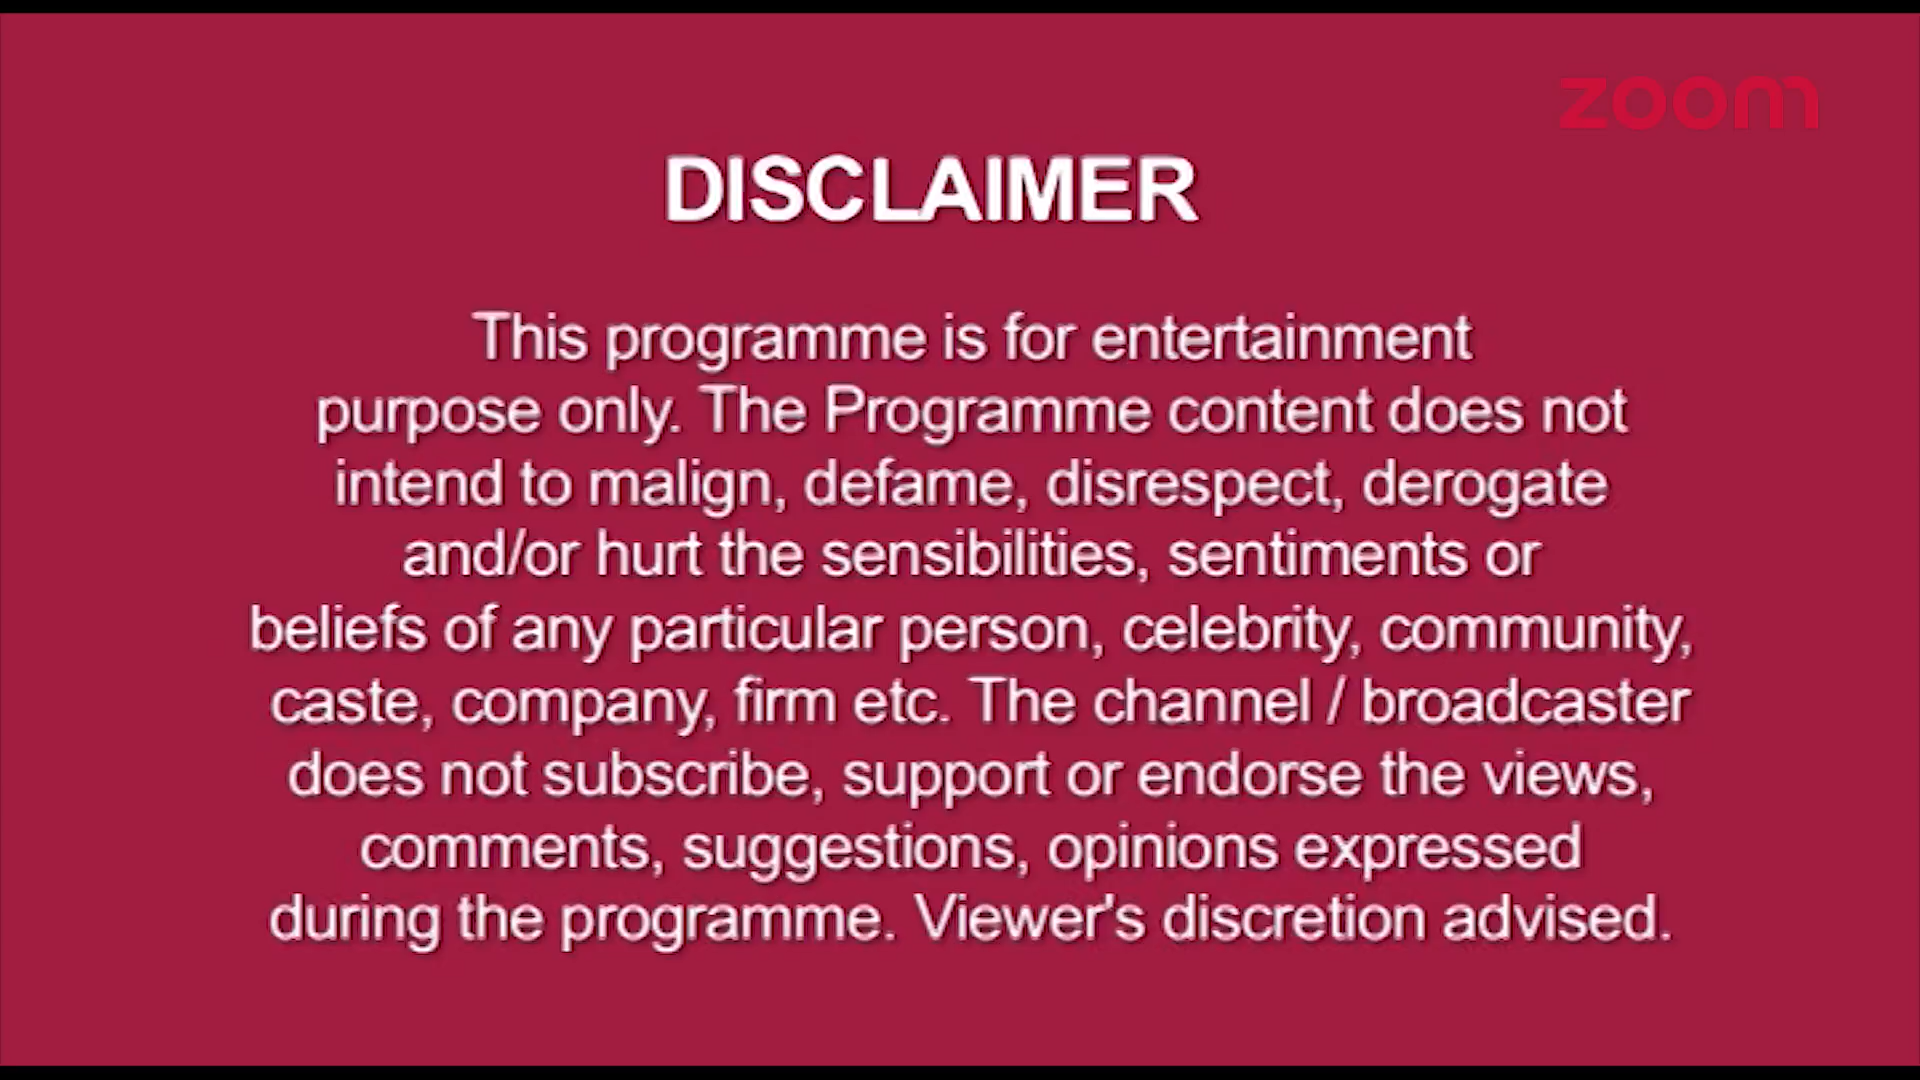 zoom
DISCLAIMER
This programme is for entertainment
purpose only. The Programme content does not
intend to malign, defame, disrespect, derogate
and/or hurt the sensibilities, sentiments or
beliefs of any particular person, celebrity, community,
caste, company, firm etc. The channel / broadcaster
does not subscribe, support or endorse the views,
comments, suggestions, opinions expressed
during the programme. Viewer's discretion advised.